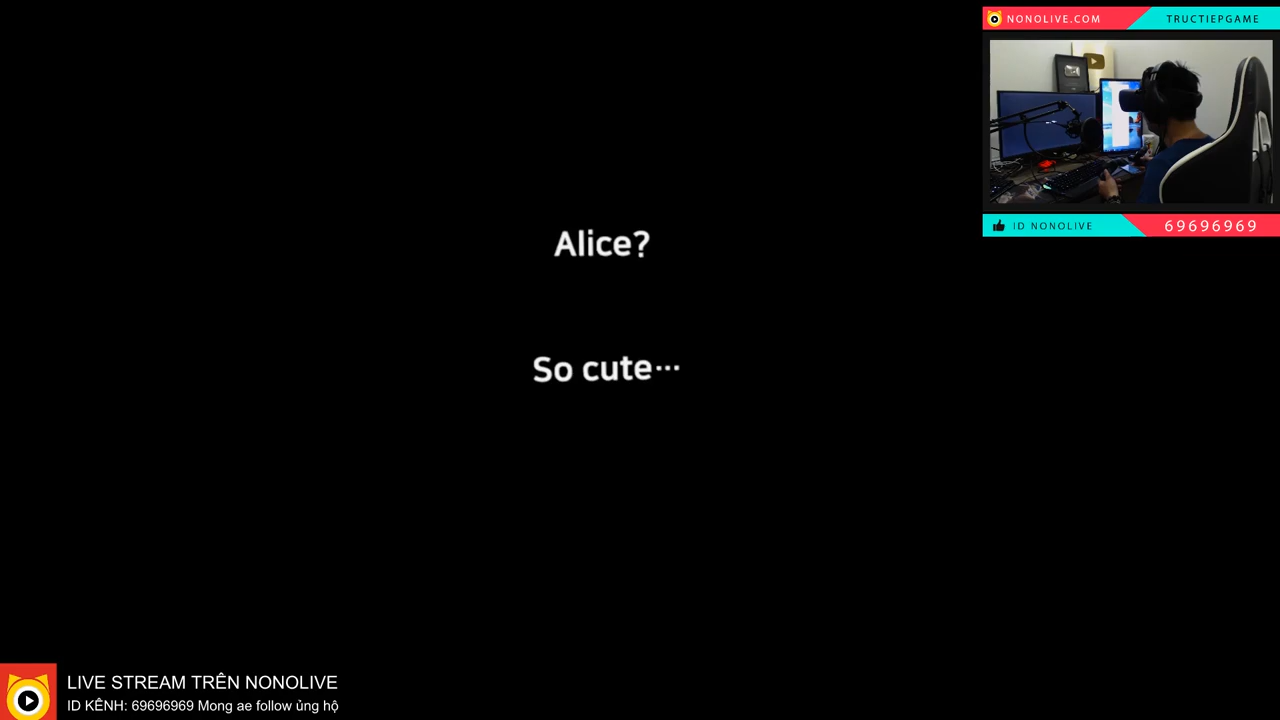 NONOLIVE.COM
TRUCTIEPGAME
Alice?
ID NONOLIVE
69696969
So cute…
LIVE STREAM TRÊN NONOLIVE
ID KÊNH: 69696969 Mong ae follow ủng hộ